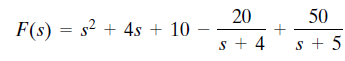 F(s) = s² + 4s + 10 − 20/(s + 4) + 50/(s + 5)